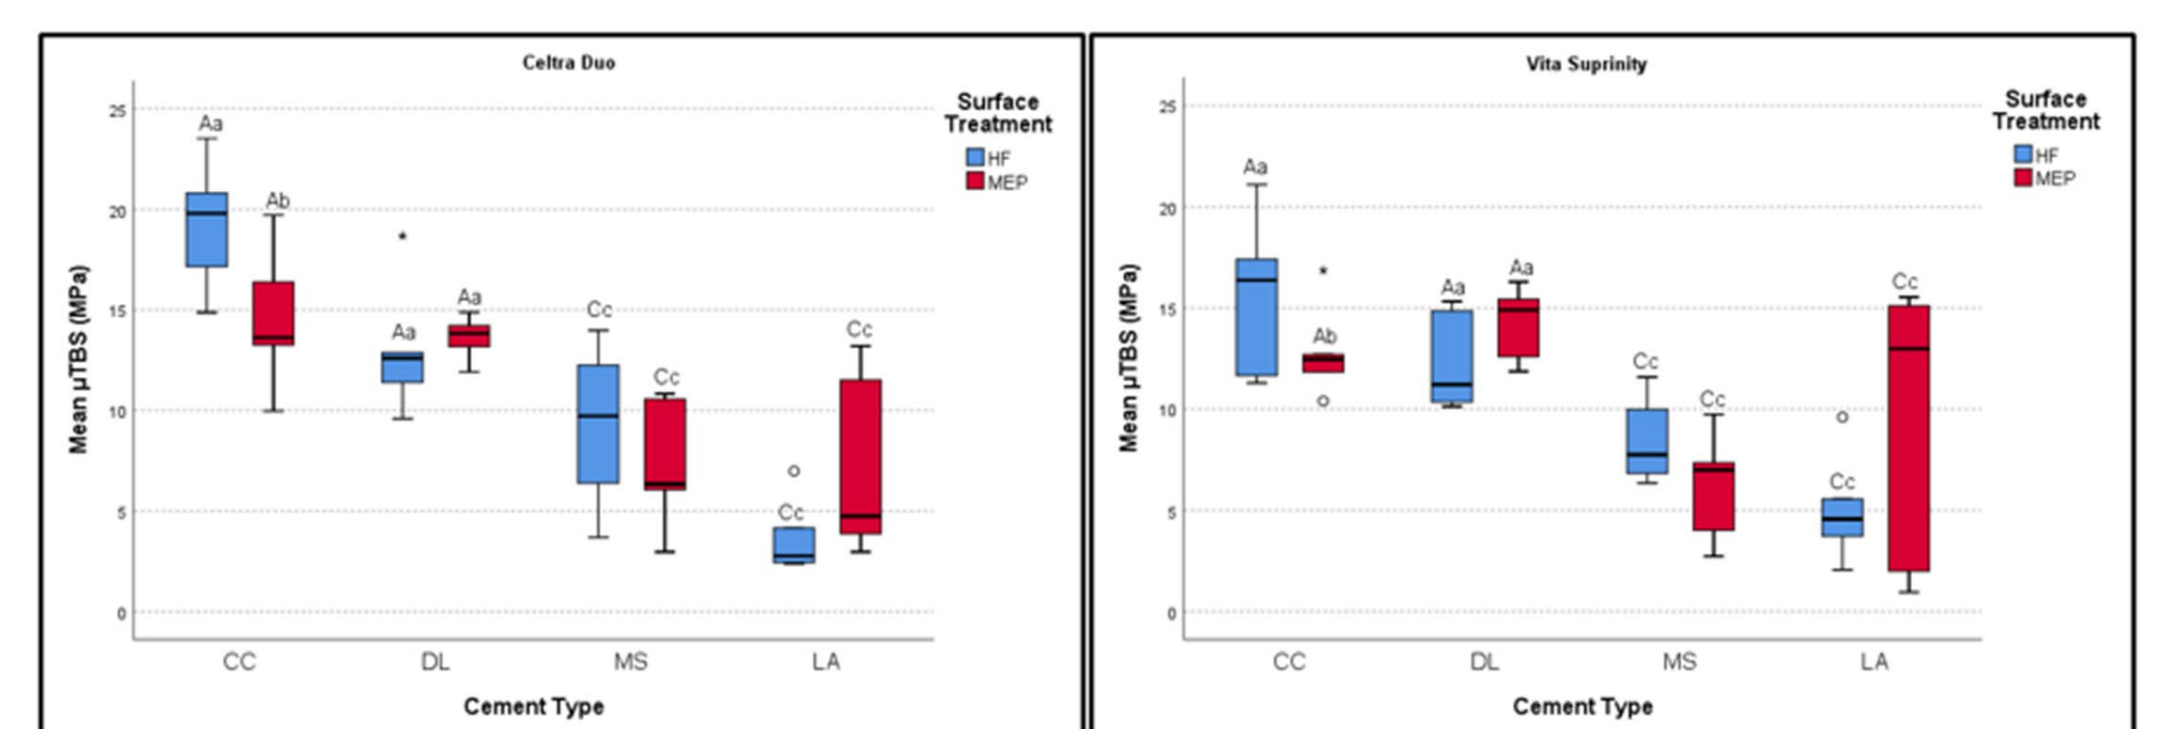 Celtra Duo
25
20
15
10
5
0
Mean μTBS (MPa)
Aa
Ab
Aa
Aa
Cc
Cc
Cc
Cc
*
CC
DL
MS
LA
Cement Type
Surface
Treatment
HF
MEP
Vita Suprinity
25
20
15
10
5
0
Mean μTBS (MPa)
Aa
Ab
Aa
Aa
Cc
Cc
Cc
Cc
*
CC
DL
MS
LA
Cement Type
Surface
Treatment
HF
MEP